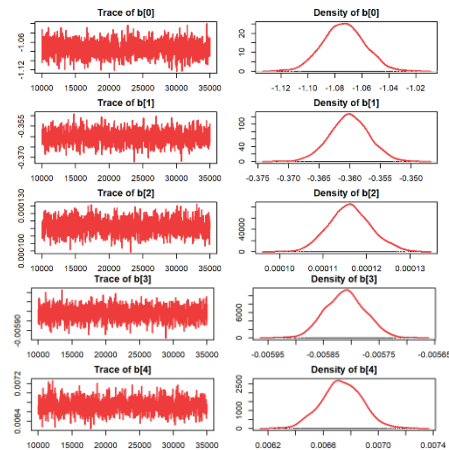 Trace of b[0]
Density of b[0]
-1.12 -1.06
10000 15000 20000 25000 30000 35000
0 10 20
-1.12 -1.10 -1.08 -1.06 -1.04 -1.02
Trace of b[1]
Density of b[1]
-0.370 -0.355
10000 15000 20000 25000 30000 35000
0 40 100
-0.375 -0.370 -0.365 -0.360 -0.355 -0.350
Trace of b[2]
Density of b[2]
0.000100 0.000130
10000 15000 20000 25000 30000 35000
0 40000
0.00010 0.00011 0.00012 0.00013
Trace of b[3]
Density of b[3]
-0.00590
10000 15000 20000 25000 30000 35000
0 5000
-0.00595 -0.00585 -0.00575 -0.00565
Trace of b[4]
Density of b[4]
0.0064 0.0072
10000 15000 20000 25000 30000 35000
0 1000 2500
0.0062 0.0066 0.0070 0.0074